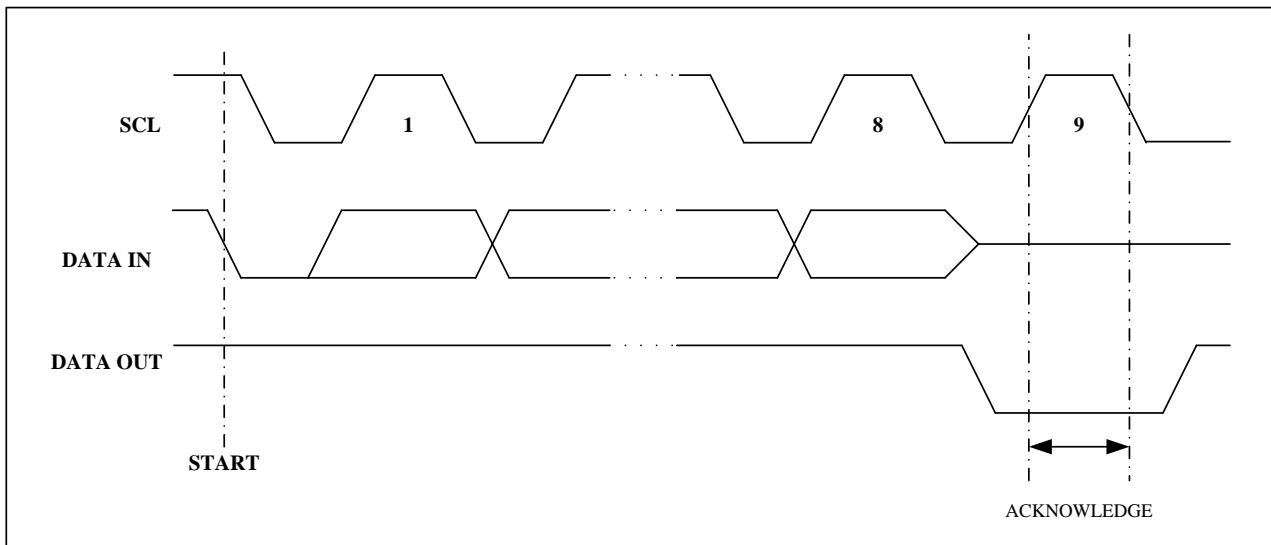 SCL
1
8
9
DATA IN
DATA OUT
START
ACKNOWLEDGE